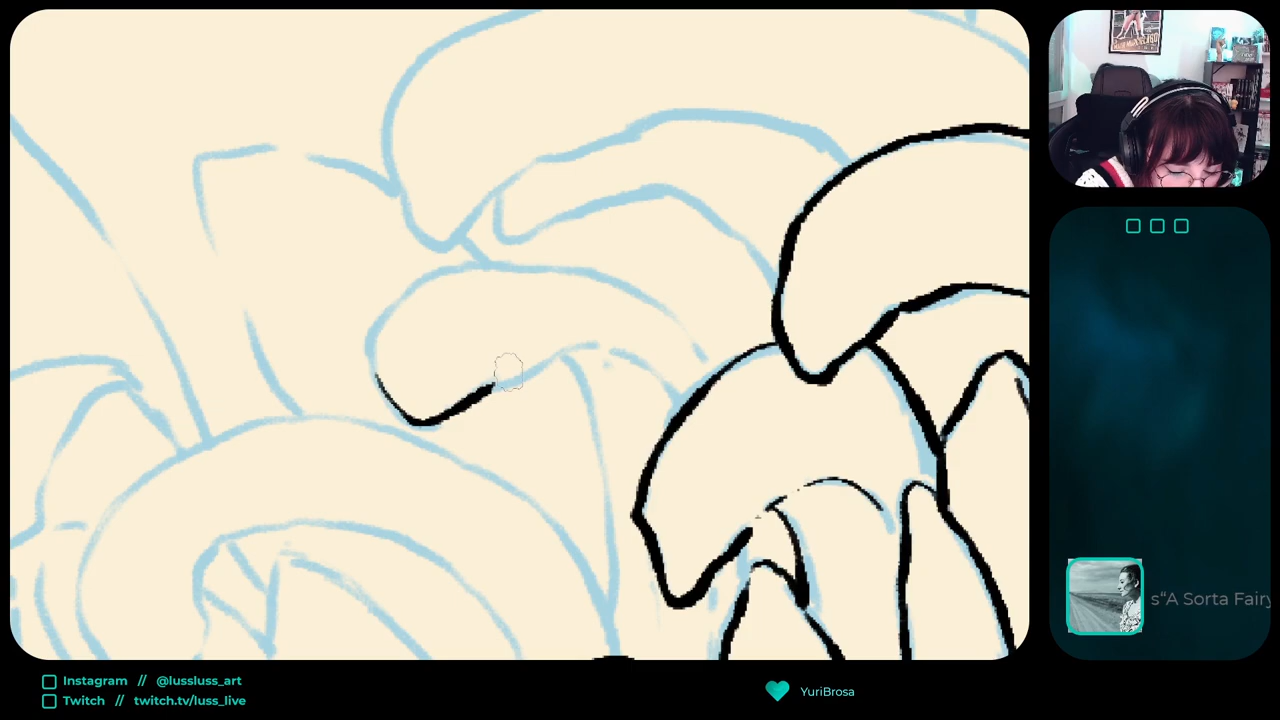 s“A Sorta Fairy
Instagram // @lussluss_art
Twitch // twitch.tv/luss_live
YuriBrosa